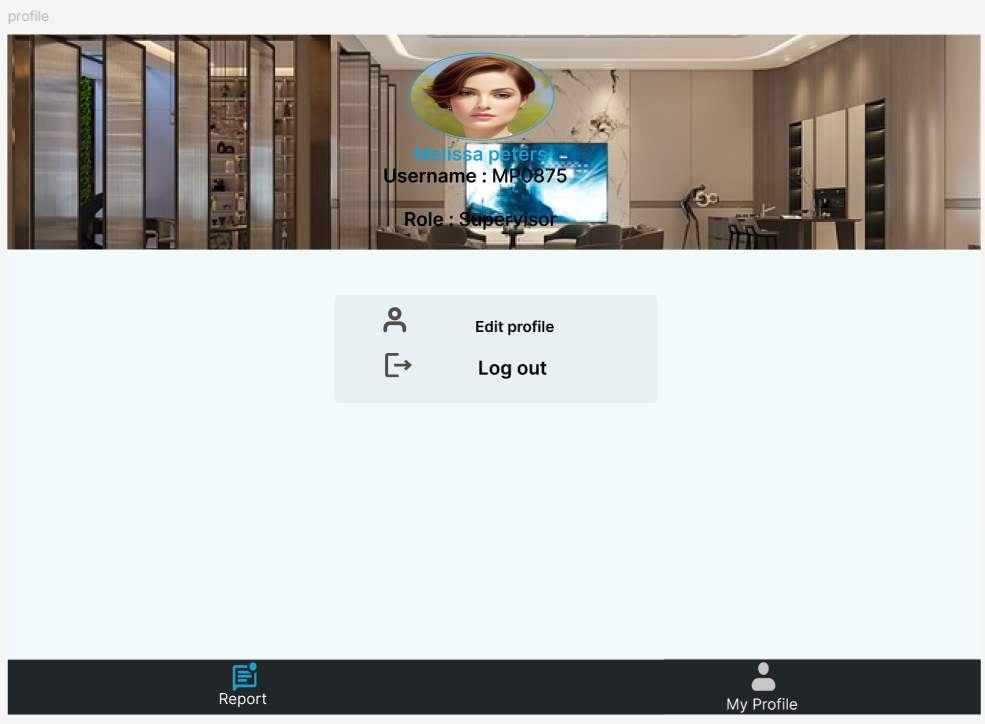 profile
Melissa peters
Username : MP0875
Role : Supervisor
Edit profile
Log out
Report
My Profile